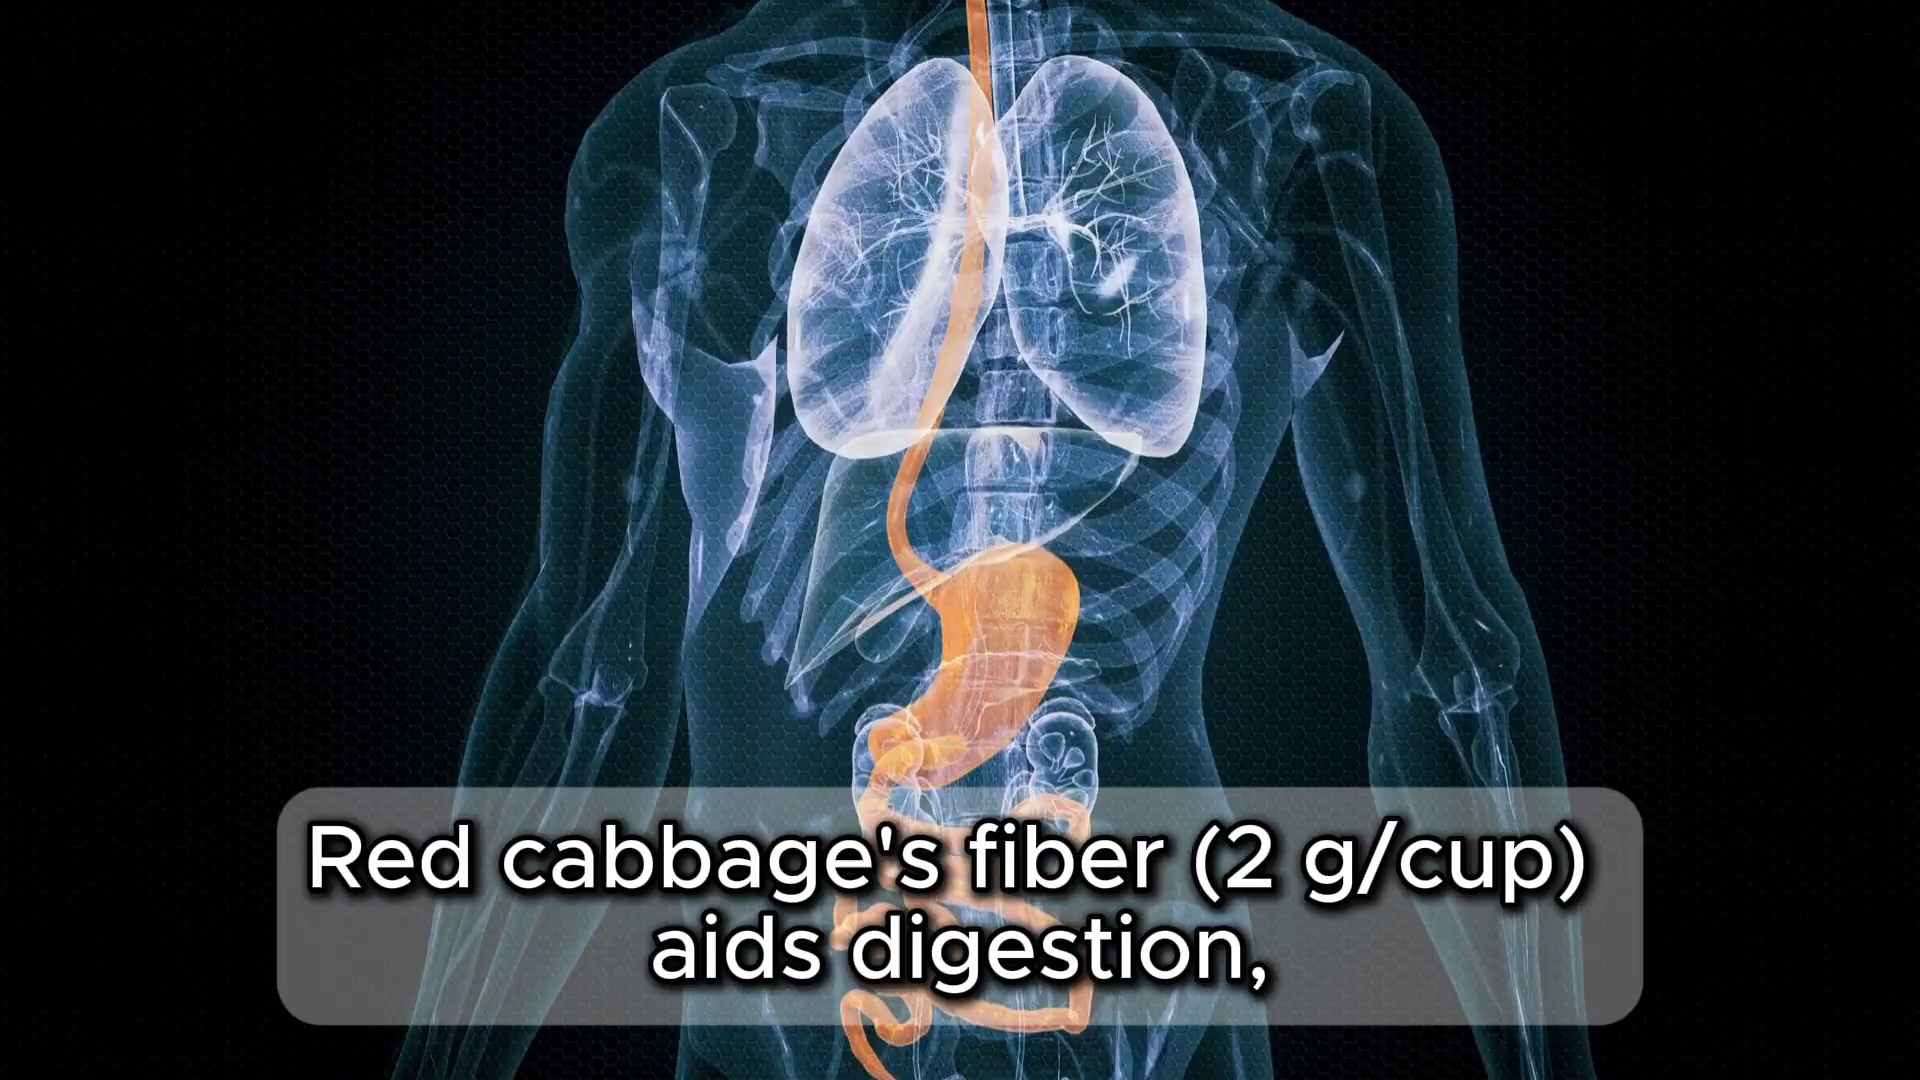 Red cabbage's fiber (2 g/cup)
aids digestion,